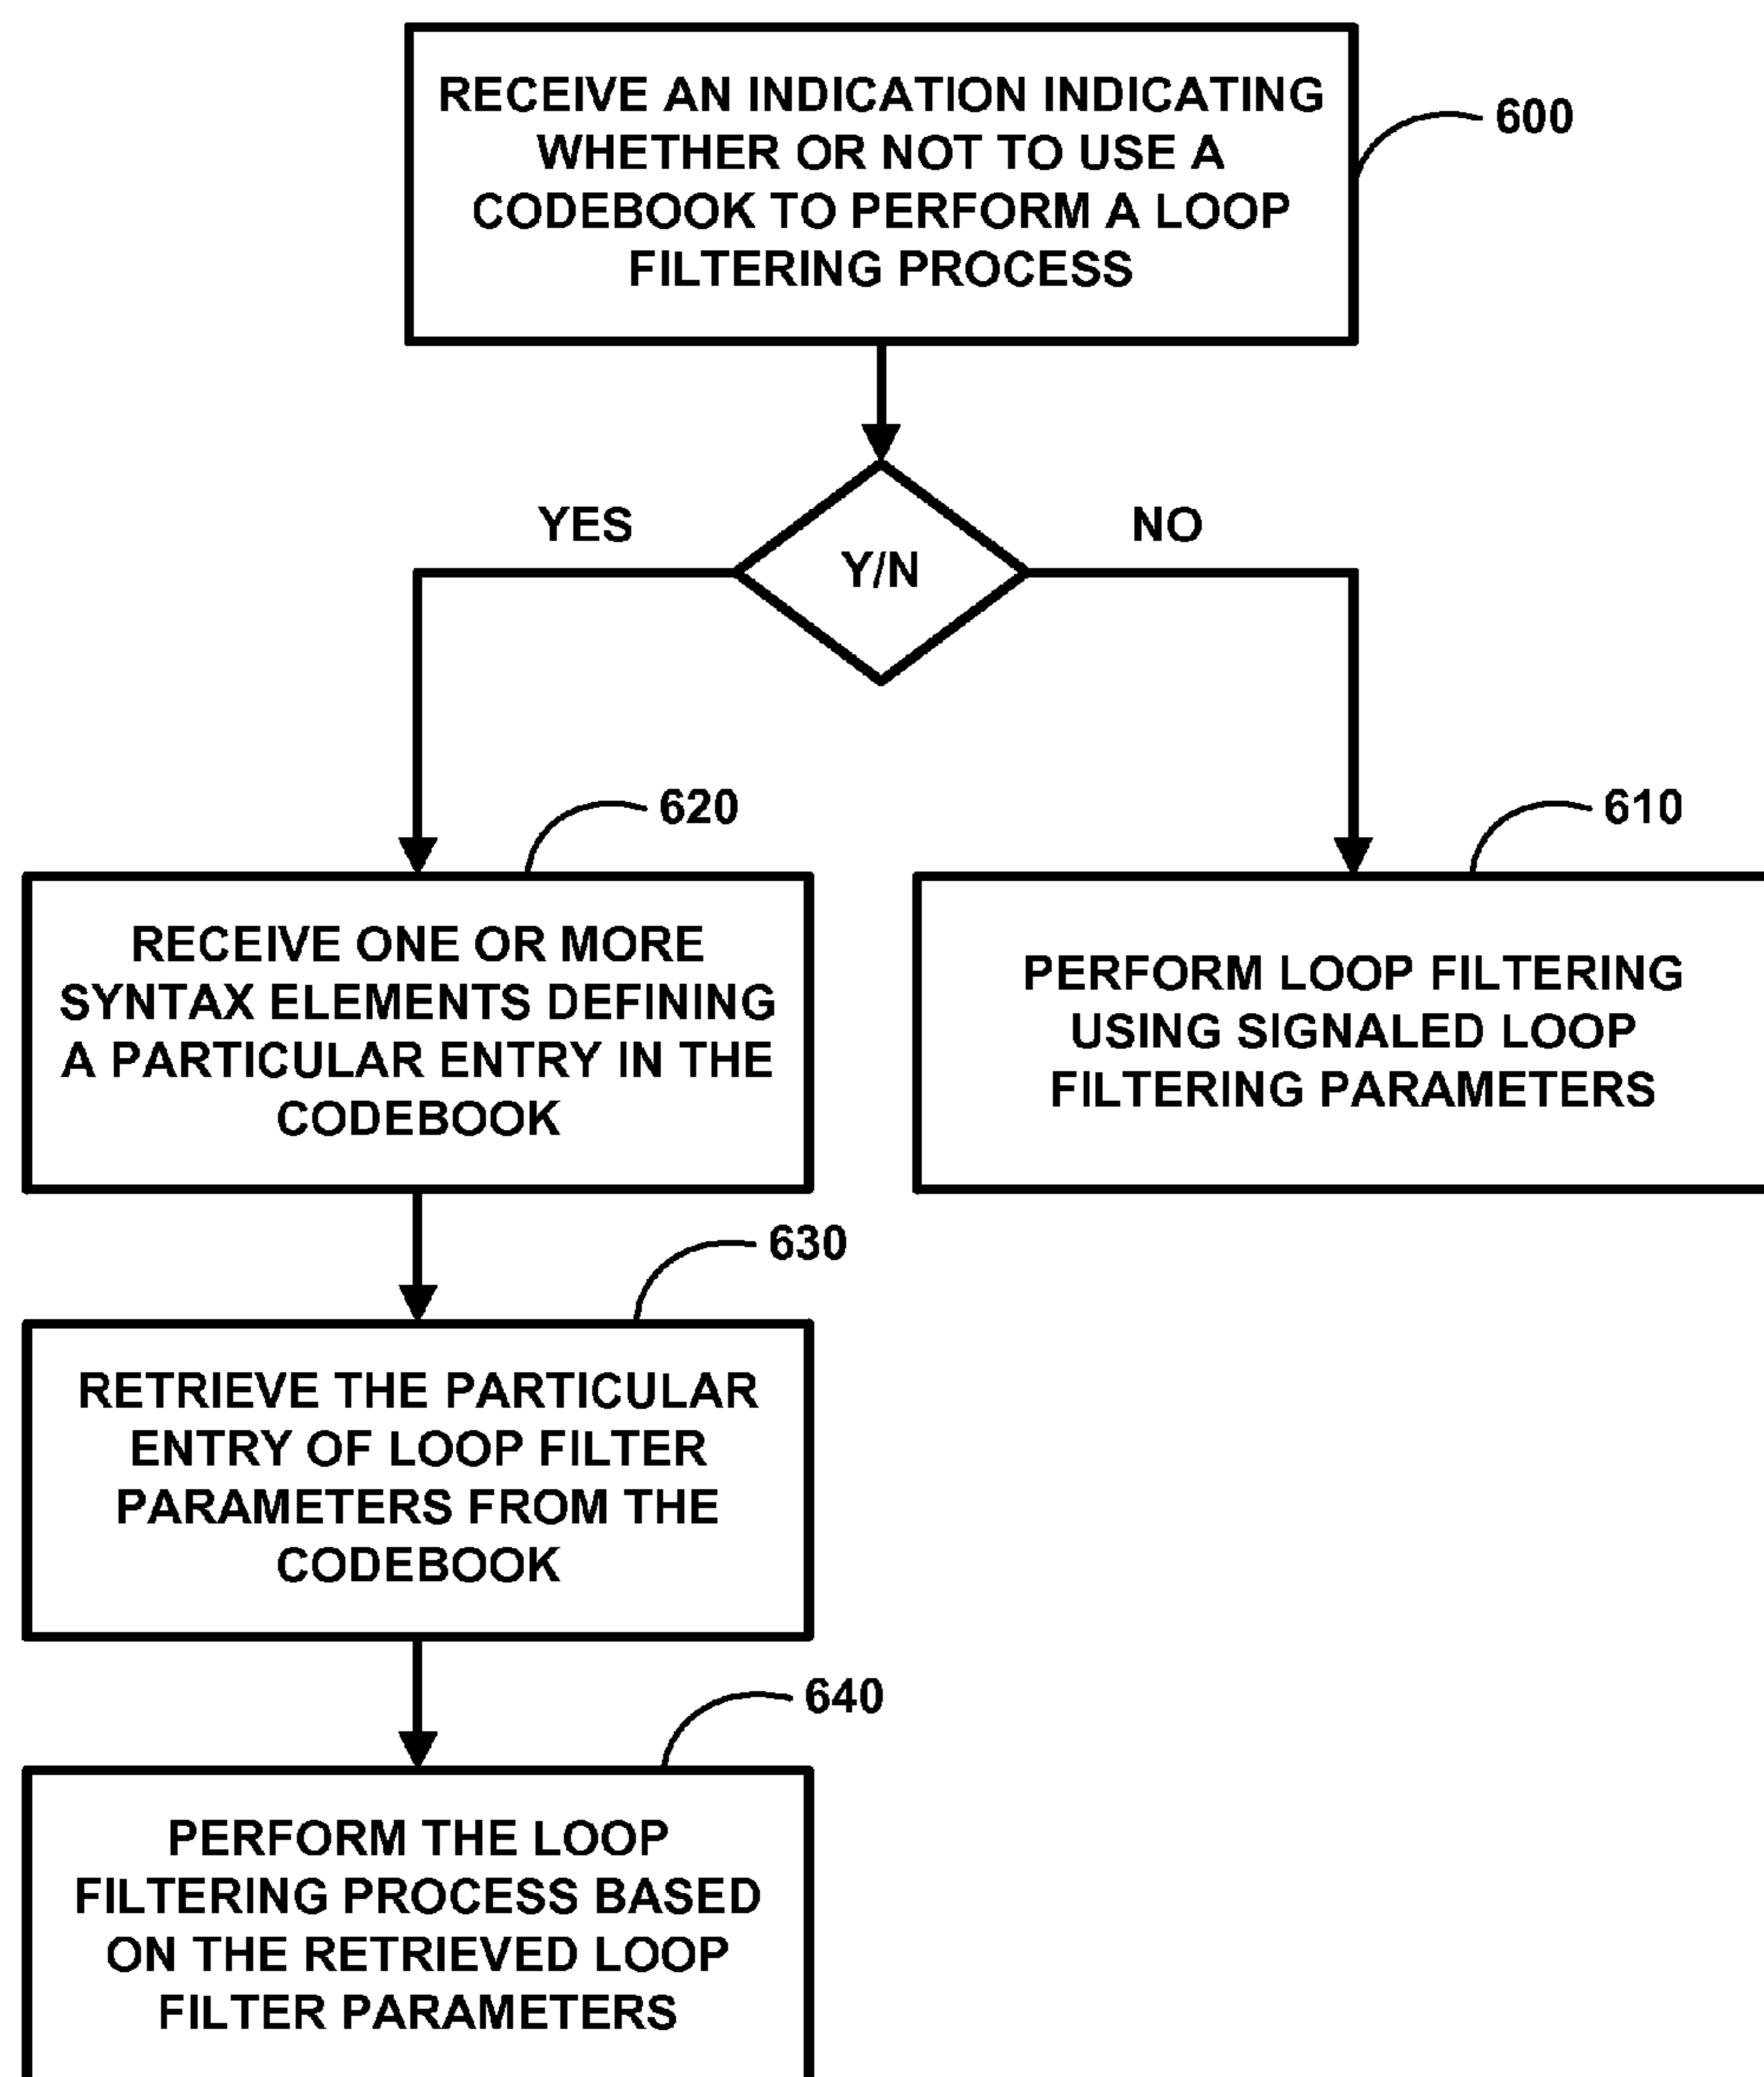 RECEIVE AN INDICATION INDICATING
WHETHER OR NOT TO USE A
CODEBOOK TO PERFORM A LOOP
FILTERING PROCESS
600
YES
Y/N
NO
620
610
RECEIVE ONE OR MORE
SYNTAX ELEMENTS DEFINING
A PARTICULAR ENTRY IN THE
CODEBOOK
PERFORM LOOP FILTERING
USING SIGNALED LOOP
FILTERING PARAMETERS
630
RETRIEVE THE PARTICULAR
ENTRY OF LOOP FILTER
PARAMETERS FROM THE
CODEBOOK
640
PERFORM THE LOOP
FILTERING PROCESS BASED
ON THE RETRIEVED LOOP
FILTER PARAMETERS